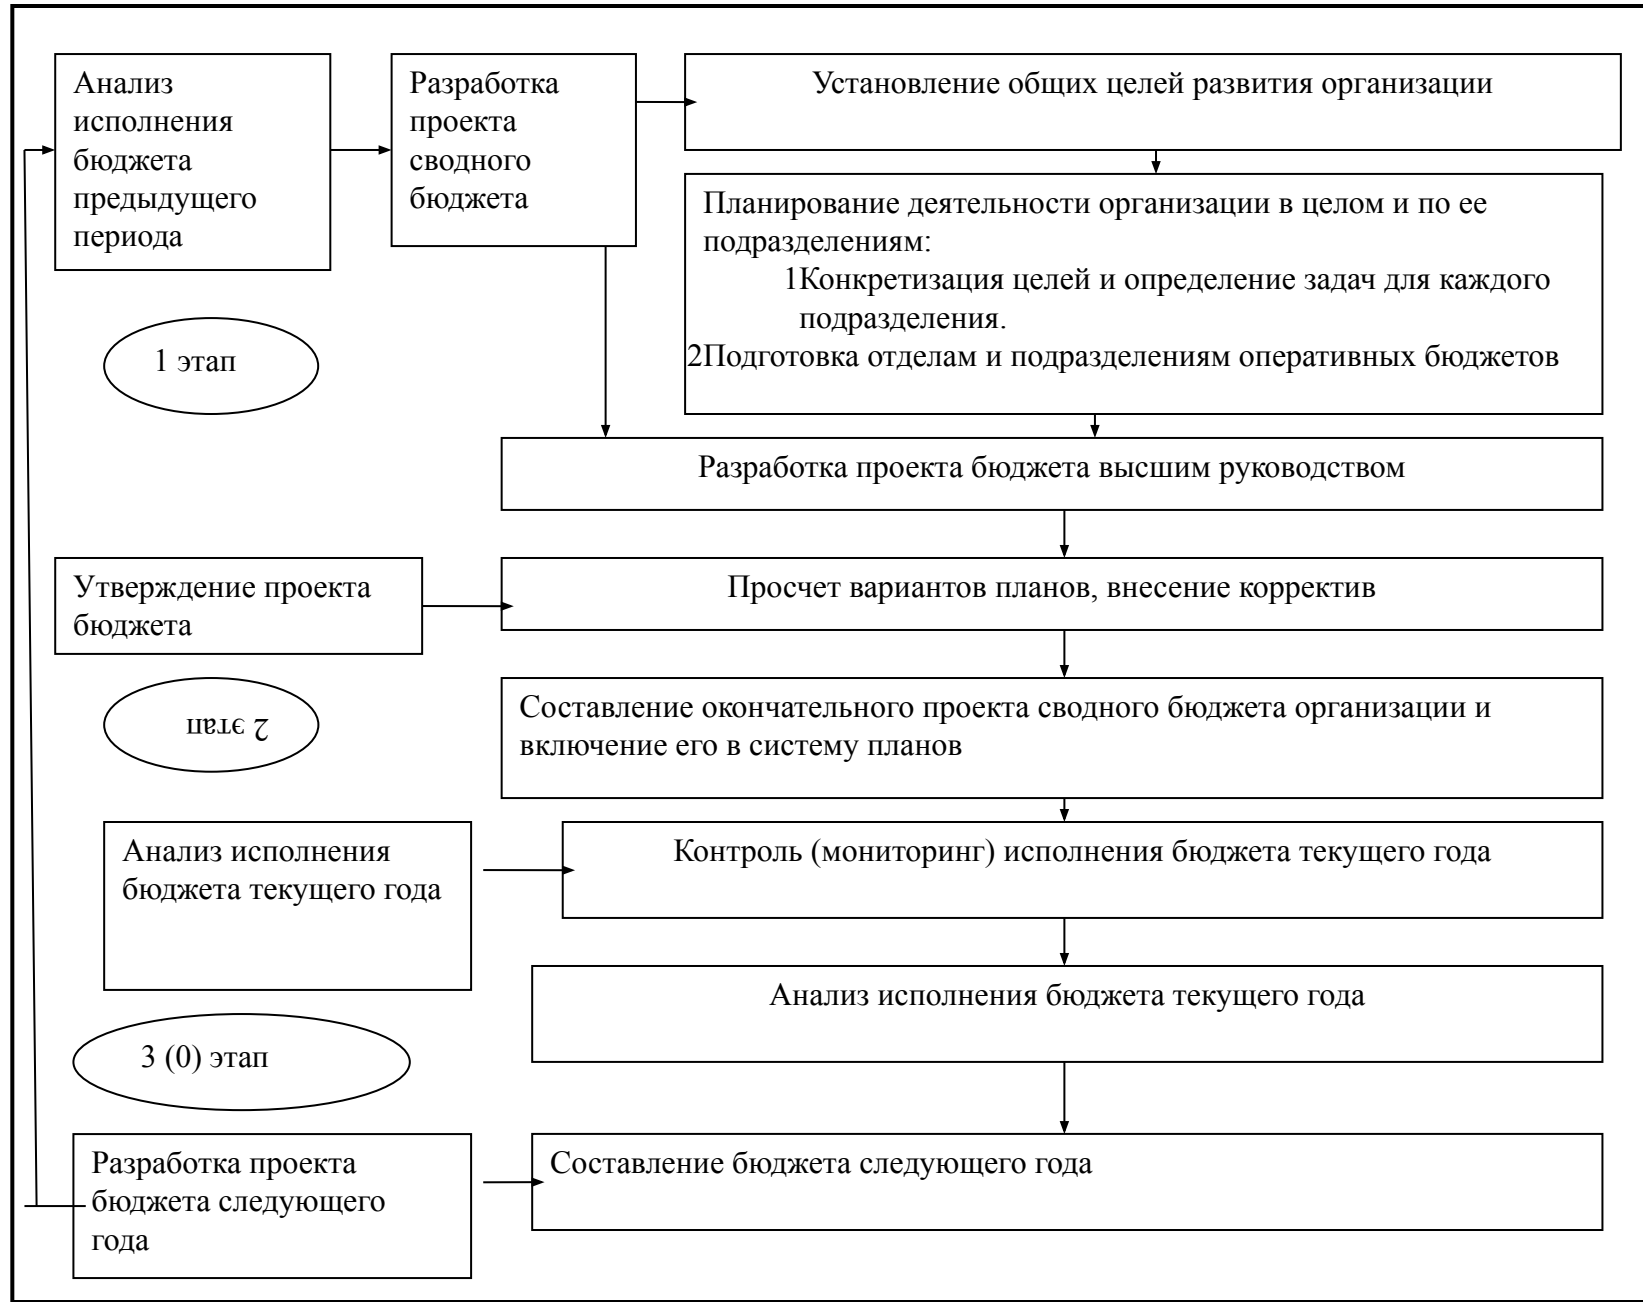 Анализ
исполнения
бюджета
предыдущего
периода
Разработка
проекта
сводного
бюджета
Установление общих целей развития организации
Планирование деятельности организации в целом и по ее
подразделениям:
1Конкретизация целей и определение задач для каждого
подразделения.
2Подготовка отделам и подразделениям оперативных бюджетов
1 этап
Разработка проекта бюджета высшим руководством
Утверждение проекта
бюджета
Просчет вариантов планов, внесение корректив
2 этап
Составление окончательного проекта сводного бюджета организации и
включение его в систему планов
Анализ исполнения
бюджета текущего года
Контроль (мониторинг) исполнения бюджета текущего года
Анализ исполнения бюджета текущего года
3 (0) этап
Разработка проекта
бюджета следующего
года
Составление бюджета следующего года